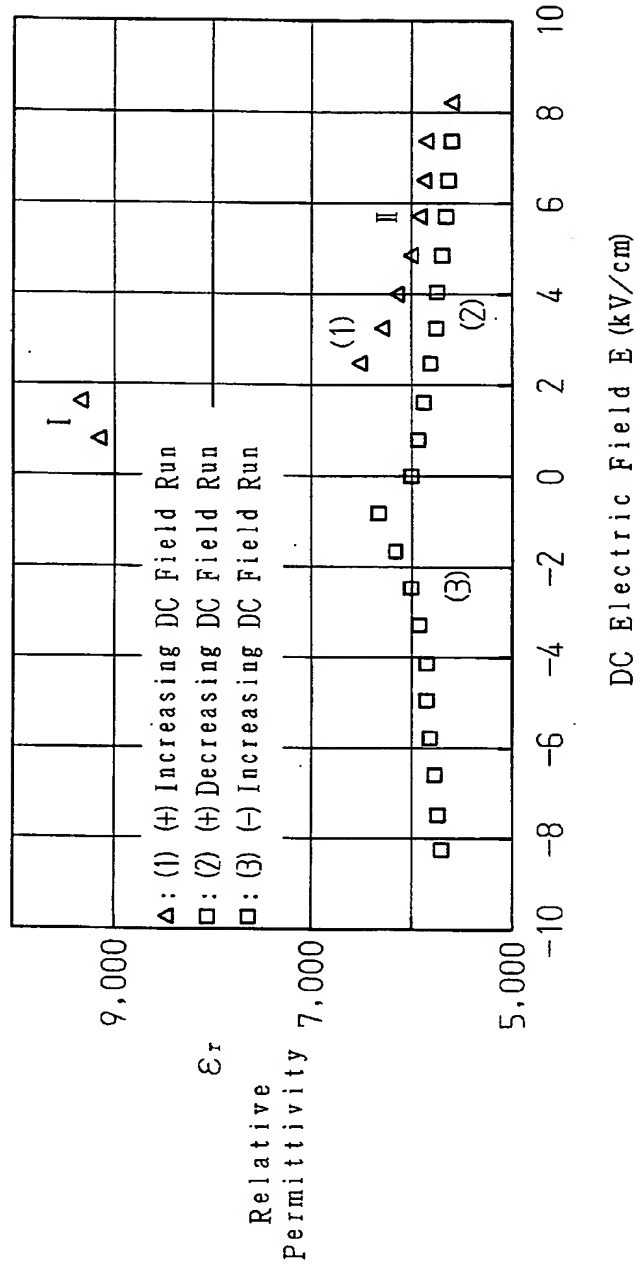 Relative
Permittivity
εr
9,000
7,000
5,000
I
II
△: (1) (+) Increasing DC Field Run
□: (2) (+) Decreasing DC Field Run
□: (3) (−) Increasing DC Field Run
(1)
(2)
(3)
−10
−8
−6
−4
−2
0
2
4
6
8
10
DC Electric Field E (kV/cm)